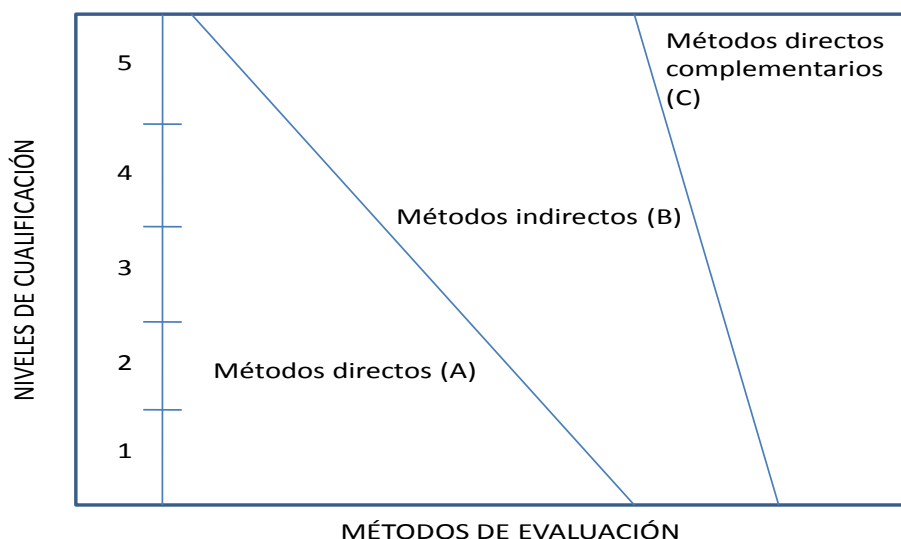 Métodos directos
complementarios
(C)
5
4
Métodos indirectos (B)
3
2
Métodos directos (A)
1
NIVELES DE CUALIFICACIÓN
MÉTODOS DE EVALUACIÓN